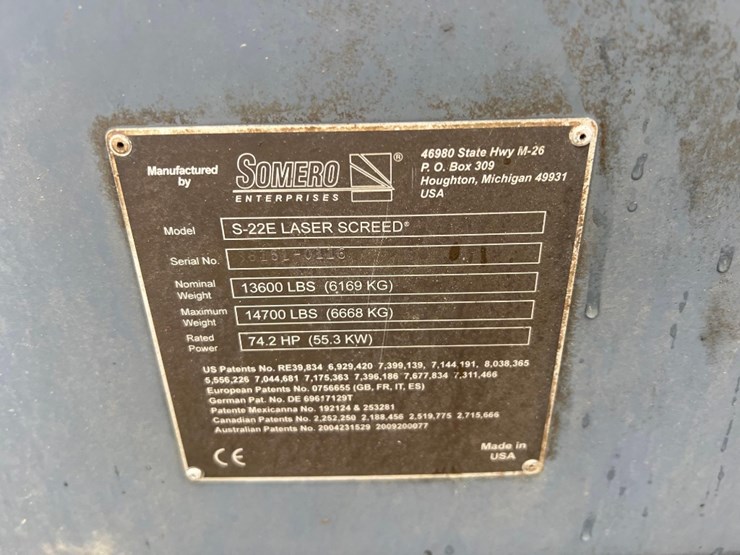 Manufactured
by
SOMERO ®
ENTERPRISES
46980 State Hwy M-26
P. O. Box 309
Houghton, Michigan 49931
USA
Model S-22E LASER SCREED®
Serial No.
Nominal
Weight 13600 LBS (6169 KG)
Maximum
Weight 14700 LBS (6668 KG)
Rated
Power 74.2 HP (55.3 KW)
US Patents No. RE39,834 6,929,420 7,399,139, 7,144,191, 8,038,365
5,556,226 7,044,681 7,175,363 7,396,186 7,677,834 7,311,466
European Patents No. 0756655 (GB, FR, IT, ES)
German Pat. No. DE 69617129T
Patente Mexicanna No. 192124 & 253281
Canadian Patents No. 2,252,250 2,188,456 2,519,775 2,715,666
Australian Patents No. 2004231529 2009200077
CE
Made in
USA